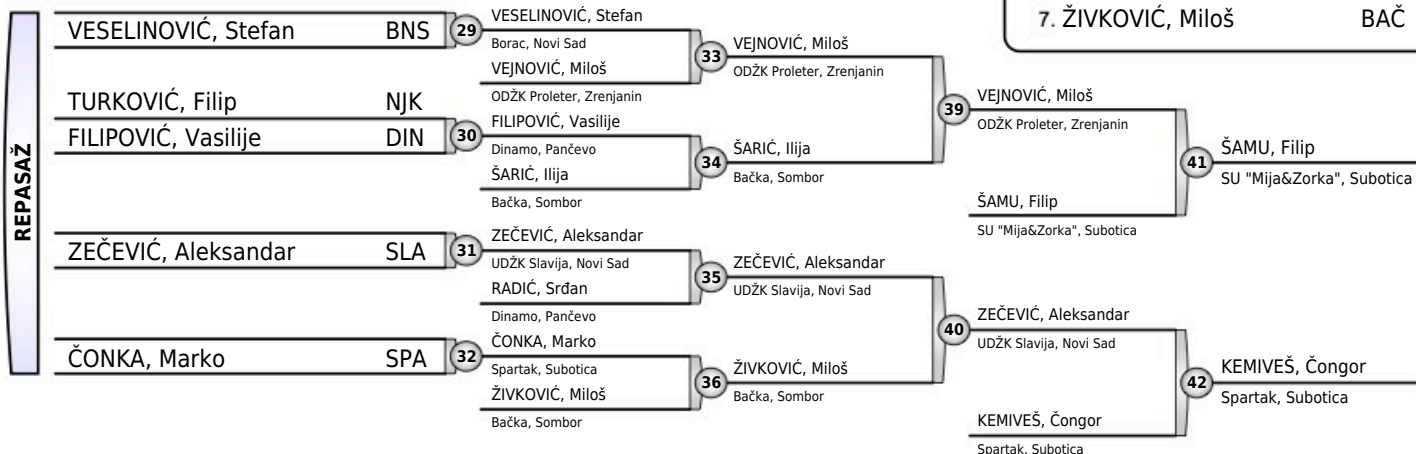 7. ŽIVKOVIĆ, Miloš BAČ
REPASAŽ
VESELINOVIĆ, Stefan BNS
TURKOVIĆ, Filip NJK
FILIPOVIĆ, Vasilije DIN
ZEČEVIĆ, Aleksandar SLA
ČONKA, Marko SPA
29
VESELINOVIĆ, Stefan
Borac, Novi Sad
VEJNOVIĆ, Miloš
ODŽK Proleter, Zrenjanin
30
FILIPOVIĆ, Vasilije
Dinamo, Pančevo
ŠARIĆ, Ilija
Bačka, Sombor
31
ZEČEVIĆ, Aleksandar
UDŽK Slavija, Novi Sad
RADIĆ, Srđan
Dinamo, Pančevo
32
ČONKA, Marko
Spartak, Subotica
ŽIVKOVIĆ, Miloš
Bačka, Sombor
33
VEJNOVIĆ, Miloš
ODŽK Proleter, Zrenjanin
34
ŠARIĆ, Ilija
Bačka, Sombor
35
ZEČEVIĆ, Aleksandar
UDŽK Slavija, Novi Sad
36
ŽIVKOVIĆ, Miloš
Bačka, Sombor
39
VEJNOVIĆ, Miloš
ODŽK Proleter, Zrenjanin
ŠAMU, Filip
SU "Mija&Zorka", Subotica
40
ZEČEVIĆ, Aleksandar
UDŽK Slavija, Novi Sad
KEMIVEŠ, Čongor
Spartak, Subotica
41
ŠAMU, Filip
SU "Mija&Zorka", Subotica
42
KEMIVEŠ, Čongor
Spartak, Subotica